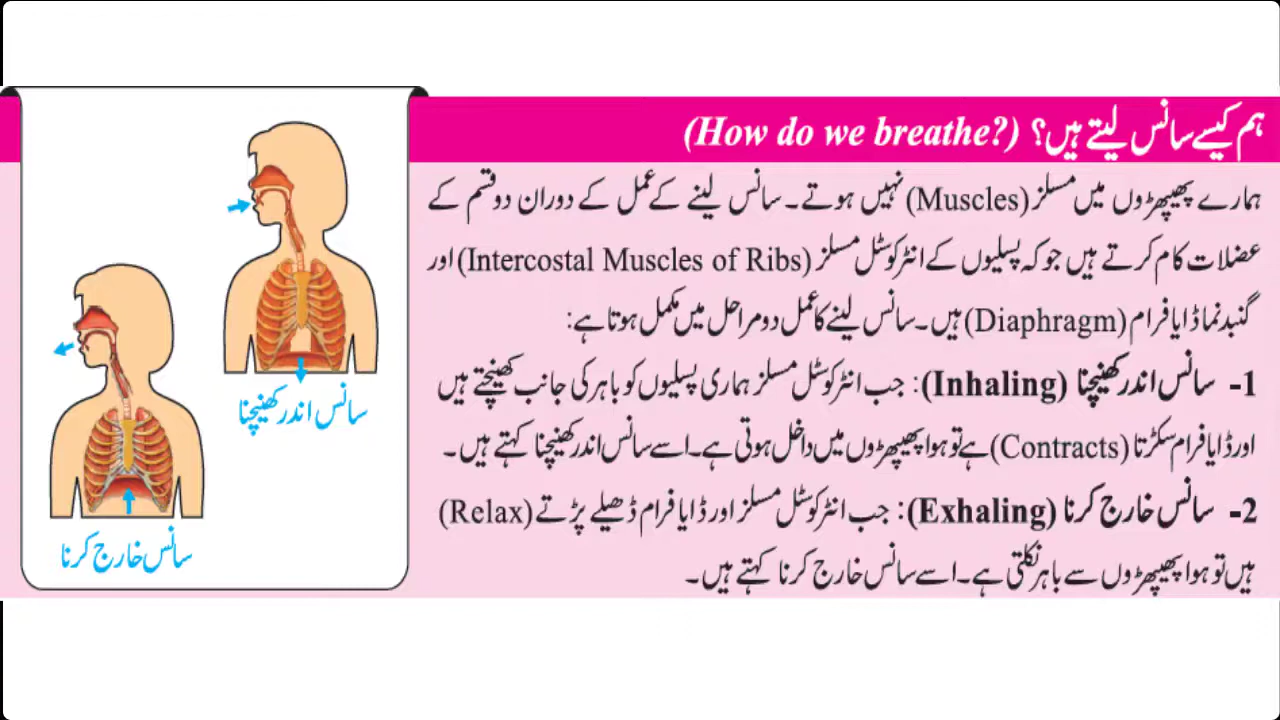 ہم کیسے سانس لیتے ہیں؟ (How do we breathe?)
ہمارے پھیپھڑوں میں مسلز (Muscles) نہیں ہوتے۔ سانس لینے کے عمل کے دوران دو قسم کے
عضلات کام کرتے ہیں جو کہ پسلیوں کے انٹرکوسٹل مسلز (Intercostal Muscles of Ribs) اور
گنبد نما ڈایا فرام (Diaphragm) ہیں۔ سانس لینے کا عمل دو مراحل میں مکمل ہوتا ہے:
1- سانس اندر کھینچنا (Inhaling): جب انٹرکوسٹل مسلز ہماری پسلیوں کو باہر کی جانب کھینچتے ہیں
اور ڈایا فرام سکڑتا (Contracts) ہے تو ہوا پھیپھڑوں میں داخل ہوتی ہے۔ اسے سانس اندر کھینچنا کہتے ہیں۔
2- سانس خارج کرنا (Exhaling): جب انٹرکوسٹل مسلز اور ڈایا فرام ڈھیلے پڑتے (Relax)
ہیں تو ہوا پھیپھڑوں سے باہر نکلتی ہے۔ اسے سانس خارج کرنا کہتے ہیں۔
سانس اندر کھینچنا
سانس خارج کرنا